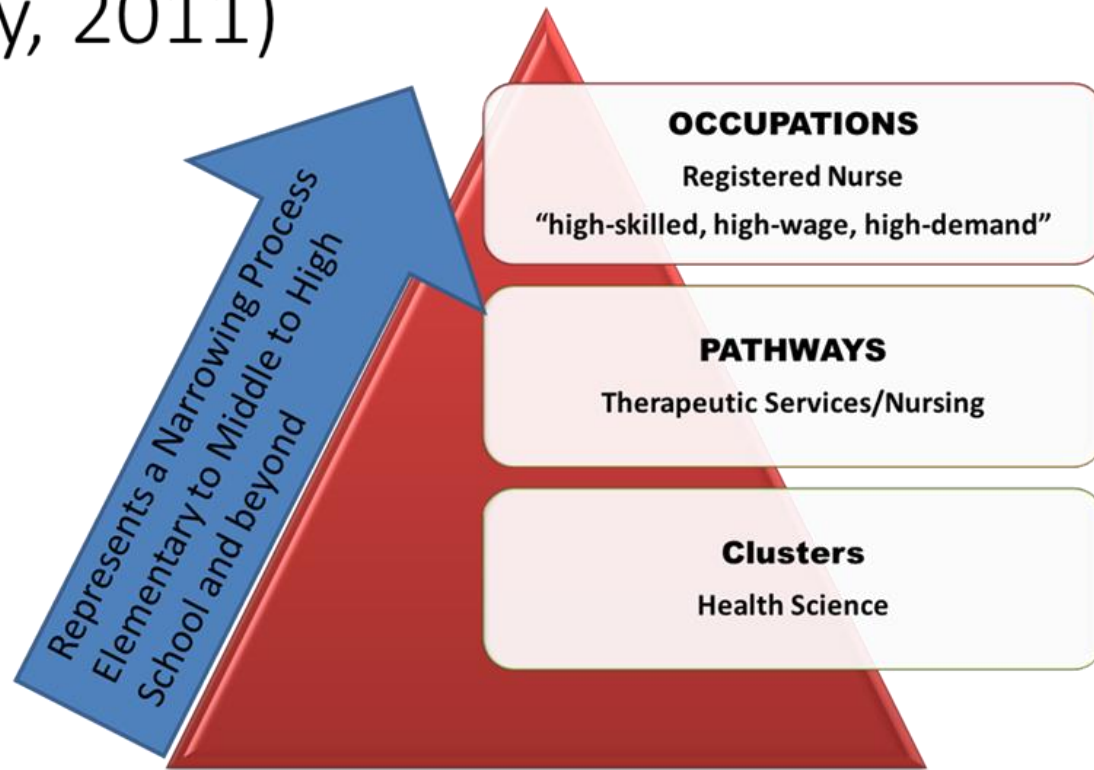 y, 2011)
Represents a Narrowing Process
Elementary to Middle to High
School and beyond
OCCUPATIONS
Registered Nurse
“high-skilled, high-wage, high-demand”
PATHWAYS
Therapeutic Services/Nursing
Clusters
Health Science